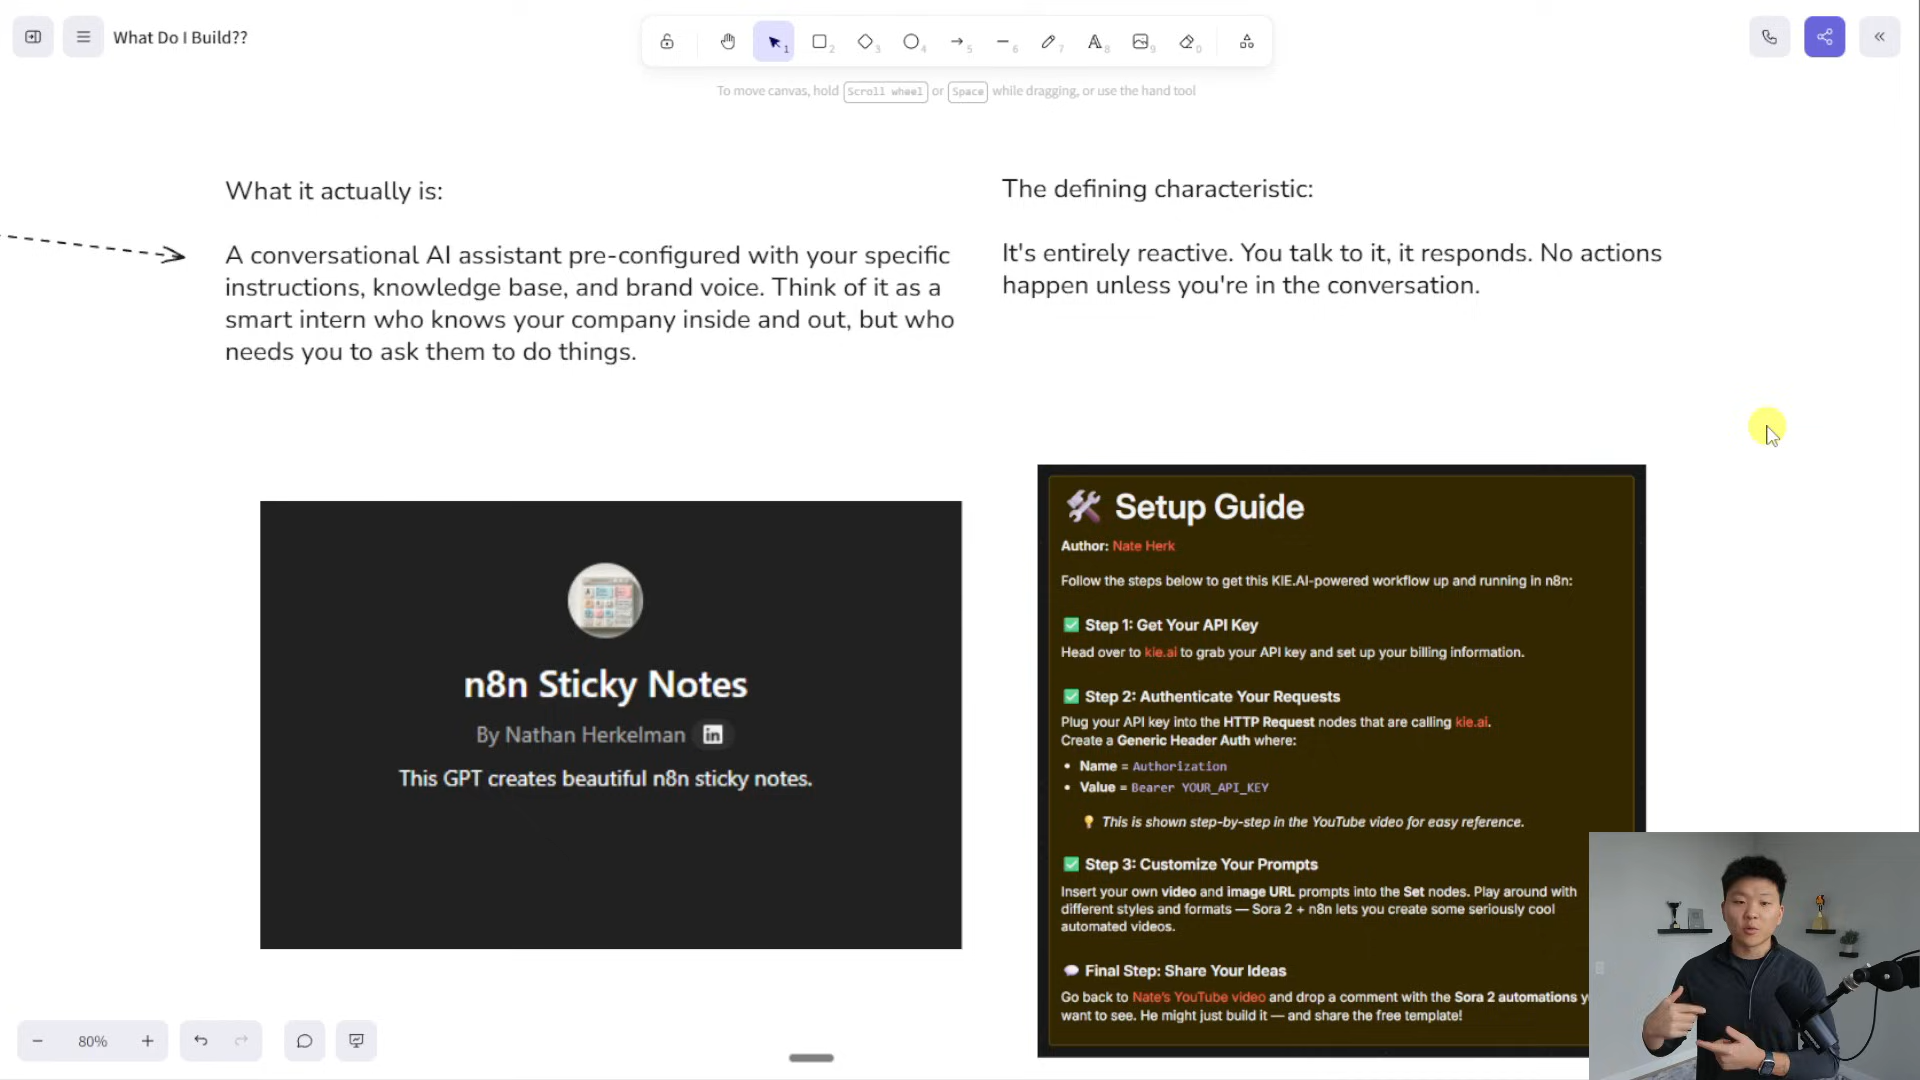 What Do I Build??
1
2
3
4
5
6
7
8
9
0
To move canvas, hold Scroll wheel or Space while dragging, or use the hand tool
What it actually is:
A conversational AI assistant pre-configured with your specific
instructions, knowledge base, and brand voice. Think of it as a
smart intern who knows your company inside and out, but who
needs you to ask them to do things.
The defining characteristic:
It's entirely reactive. You talk to it, it responds. No actions
happen unless you're in the conversation.
n8n Sticky Notes
By Nathan Herkelman in
This GPT creates beautiful n8n sticky notes.
🛠️ Setup Guide
Author: Nate Herk
Follow the steps below to get this KIE.AI-powered workflow up and running in n8n:
✅ Step 1: Get Your API Key
Head over to kie.ai to grab your API key and set up your billing information.
✅ Step 2: Authenticate Your Requests
Plug your API key into the HTTP Request nodes that are calling kie.ai.
Create a Generic Header Auth where:
• Name = Authorization
• Value = Bearer YOUR_API_KEY
💡 This is shown step-by-step in the YouTube video for easy reference.
✅ Step 3: Customize Your Prompts
Insert your own video and image URL prompts into the Set nodes. Play around with
different styles and formats — Sora 2 + n8n lets you create some seriously cool
automated videos.
💬 Final Step: Share Your Ideas
Go back to Nate's YouTube video and drop a comment with the Sora 2 automations
want to see. He might just build it — and share the free template!
80%